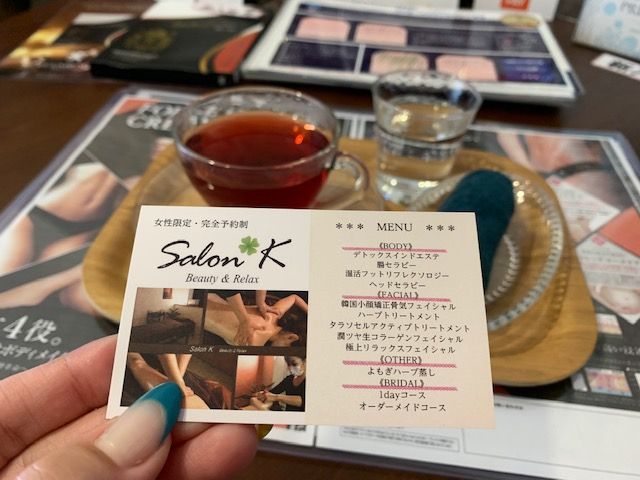 女性限定・完全予約制
Salon K
Beauty & Relax
Salon K Beauty & Relax
*** MENU ***
《BODY》
デトックスインドエステ
腸セラピー
温活フットリフレクソロジー
ヘッドセラピー
《FACIAL》
韓国小顔矯正骨気フェイシャル
ハーブトリートメント
タラソセルアクティブトリートメント
潤ツヤ生コラーゲンフェイシャル
極上リラックスフェイシャル
《OTHER》
よもぎハーブ蒸し
《BRIDAL》
1dayコース
オーダーメイドコース
4役。